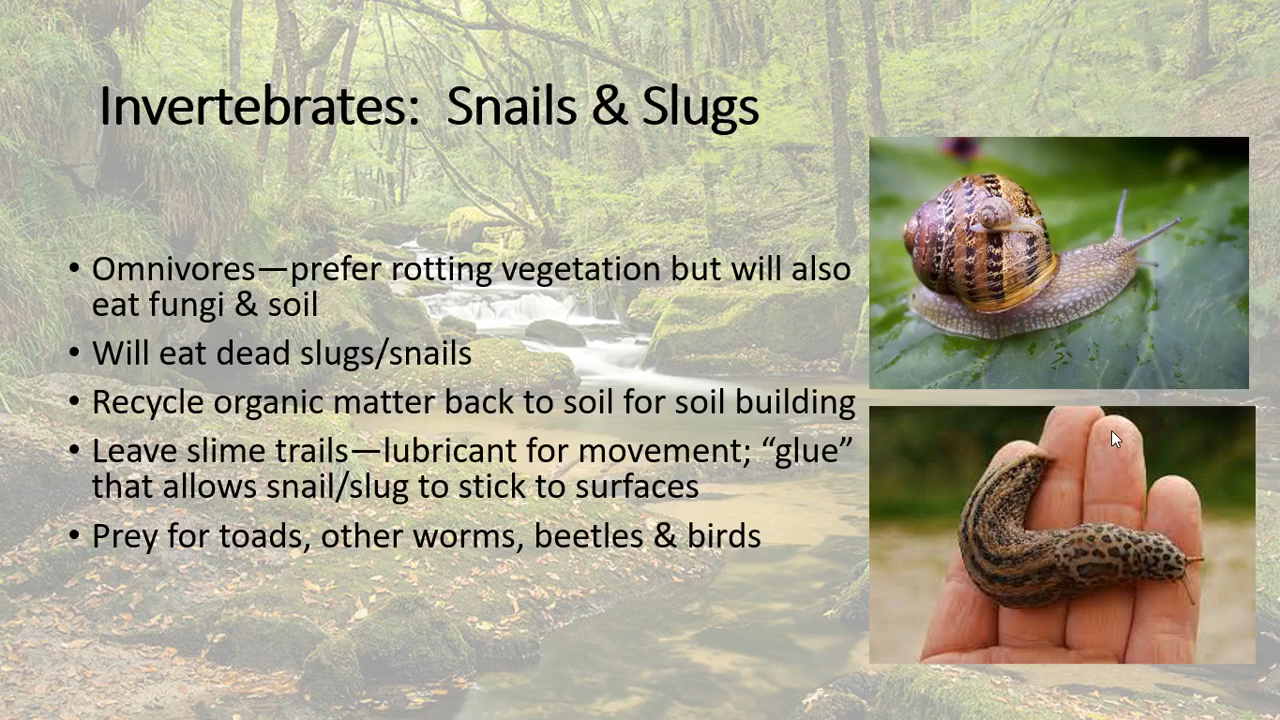 Invertebrates:  Snails & Slugs
• Omnivores—prefer rotting vegetation but will also
eat fungi & soil
• Will eat dead slugs/snails
• Recycle organic matter back to soil for soil building
• Leave slime trails—lubricant for movement; “glue”
that allows snail/slug to stick to surfaces
• Prey for toads, other worms, beetles & birds